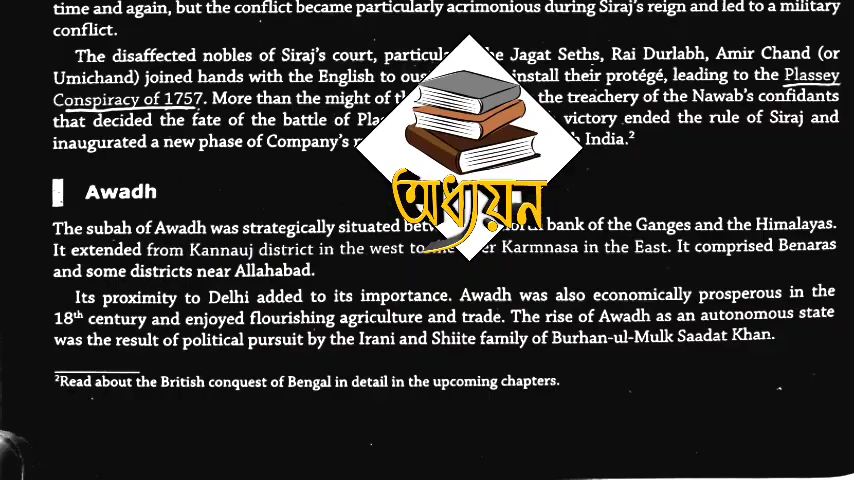 time and again, but the conflict became particularly acrimonious during Siraj's reign and led to a military
conflict.
The disaffected nobles of Siraj's court, Jagat Seths, Rai Durlabh, Amir Chand (or
Umichand) joined hands with the English to install their protégé, leading to the Plassey
Conspiracy of 1757. More than the might of the treachery of the Nawab's confidants
that decided the fate of the battle of victory ended the rule of Siraj and
inaugurated a new phase of Company's India.²
অধ্যয়ন
Awadh
The subah of Awadh was strategically situated bank of the Ganges and the Himalayas.
It extended from Kannauj district in the west to Karmnasa in the East. It comprised Benaras
and some districts near Allahabad.
Its proximity to Delhi added to its importance. Awadh was also economically prosperous in the
18th century and enjoyed flourishing agriculture and trade. The rise of Awadh as an autonomous state
was the result of political pursuit by the Irani and Shiite family of Burhan-ul-Mulk Saadat Khan.
²Read about the British conquest of Bengal in detail in the upcoming chapters.